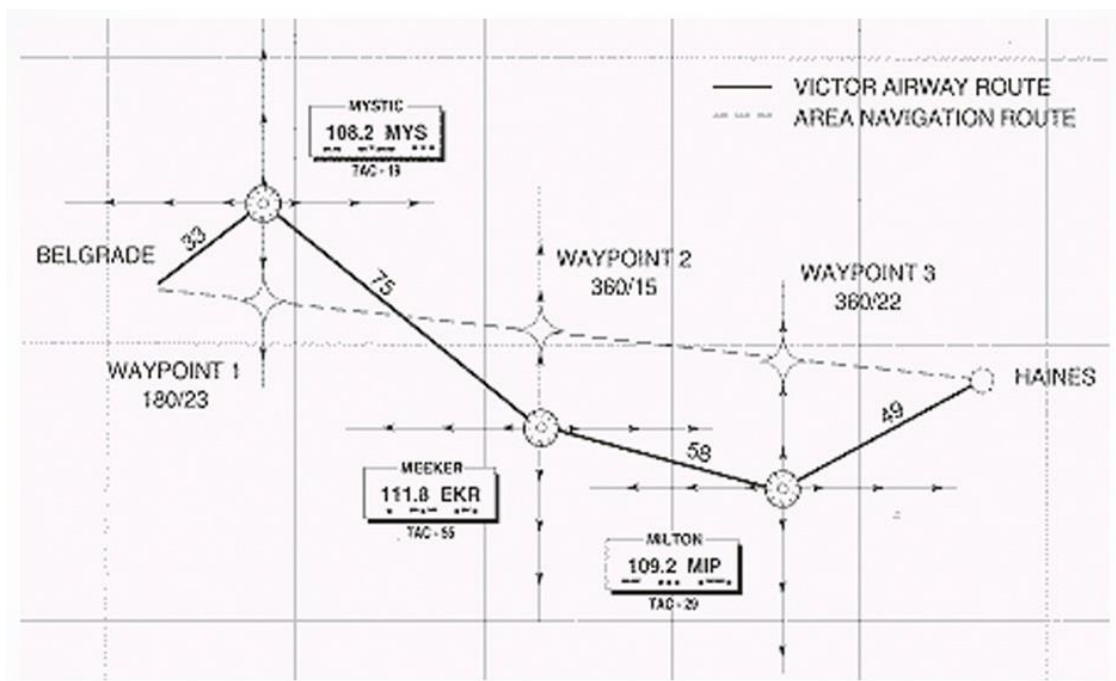 VICTOR AIRWAY ROUTE
AREA NAVIGATION ROUTE
MYSTIC
108.2 MYS
TAC - 19
33
BELGRADE
75
WAYPOINT 2
360/15
WAYPOINT 3
360/22
WAYPOINT 1
180/23
HAINES
49
58
MEEKER
111.8 EKR
TAC - 55
MILTON
109.2 MIP
TAC - 29